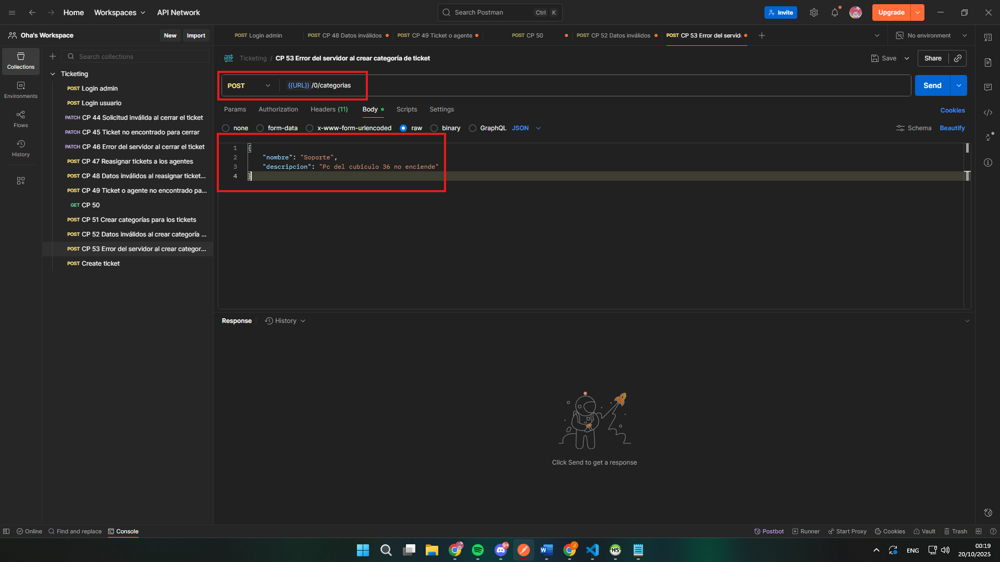 Home
Workspaces
API Network
Search Postman
Ctrl
K
Invite
Upgrade
Oha's Workspace
New
Import
POST Login admin
POST CP 48 Datos inválidos
POST CP 49 Ticket o agente
POST CP 50
POST CP 52 Datos inválidos
POST CP 53 Error del servid
No environment
Collections
Environments
Flows
History
Search collections
Ticketing
POST Login admin
POST Login usuario
PATCH CP 44 Solicitud inválida al cerrar el ticket
PATCH CP 45 Ticket no encontrado para cerrar
PATCH CP 46 Error del servidor al cerrar el ticket
POST CP 47 Reasignar tickets a los agentes
POST CP 48 Datos inválidos al reasignar ticket...
POST CP 49 Ticket o agente no encontrado pa...
GET CP 50
POST CP 51 Crear categorías para los tickets
POST CP 52 Datos inválidos al crear categoría ...
POST CP 53 Error del servidor al crear categor...
POST Create ticket
HTTP Ticketing / CP 53 Error del servidor al crear categoría de ticket
Save
Share
POST {{URL}} /0/categorias
Send
Params Authorization Headers (11) Body Scripts Settings
Cookies
none form-data x-www-form-urlencoded raw binary GraphQL JSON
Schema Beautify
1 {
2 "nombre": "Soporte",
3 "descripcion": "Pc del cubiculo 36 no enciende"
4 }
Response History
Click Send to get a response
Online Find and replace Console
Postbot Runner Start Proxy Cookies Vault Trash
9+
J
W
HS
ENG
00:19
20/10/2025